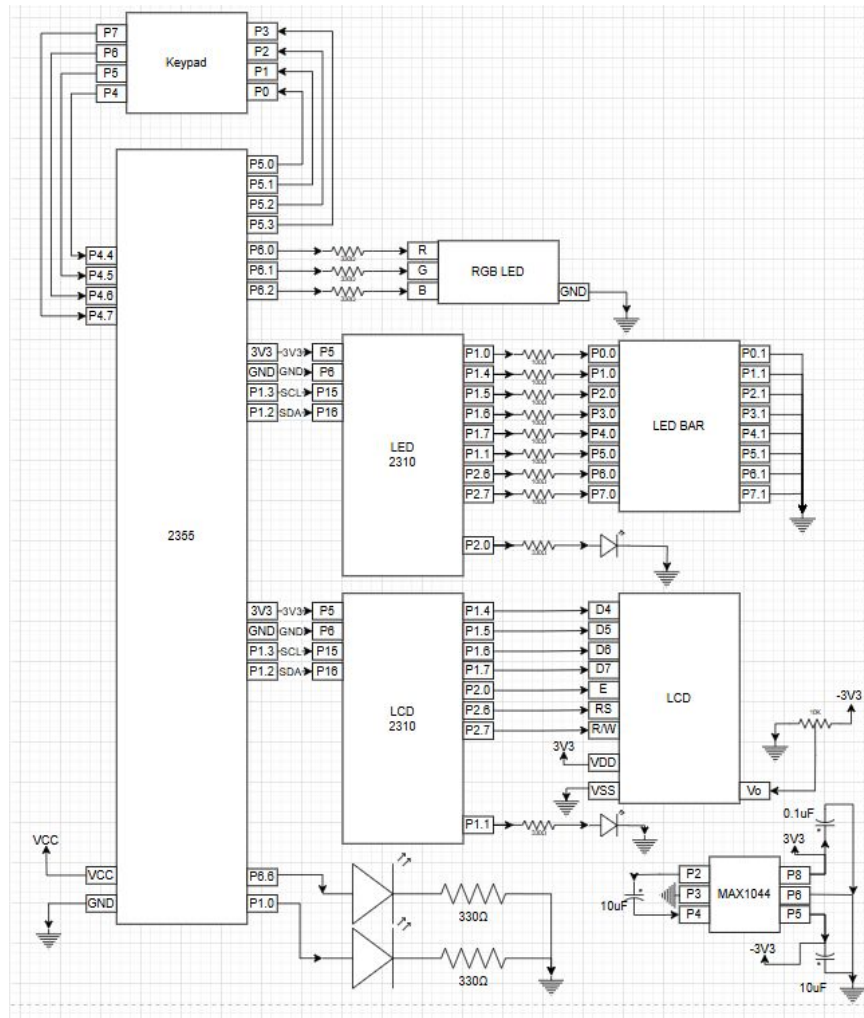 P7 P3
P6 P2
Keypad
P5 P1
P4 P0
P5.0
P5.1
P5.2
P5.3
P4.4 P6.0 R
P4.5 P6.1 G RGB LED
P4.6 P6.2 B GND
P4.7
3V3 3V3 P5 P1.0 P0.0 P0.1
GND GND P6 P1.4 100Ω P1.0 P1.1
P1.3 SCL P15 P1.5 100Ω P2.0 P2.1
P1.2 SDA P16 P1.6 100Ω P3.0 P3.1
P1.7 100Ω P4.0 LED BAR P4.1
LED
2310
P1.1 100Ω P5.0 P5.1
P2.6 100Ω P6.0 P6.1
P2.7 100Ω P7.0 P7.1
2355
P2.0
3V3 3V3 P5 P1.4 D4
GND GND P6 P1.5 D5
P1.3 SCL P15 P1.6 D6
P1.2 SDA P16 P1.7 D7
P2.0 E
LCD
2310
LCD
-3V3
P2.6 RS
10K
P2.7 R/W
3V3
VDD
VSS Vo
P1.1
0.1uF
VCC
3V3
VCC P6.6 P2 P8
GND P1.0 P3 MAX1044 P6
10uF P4 P5
330Ω
-3V3
330Ω
10uF